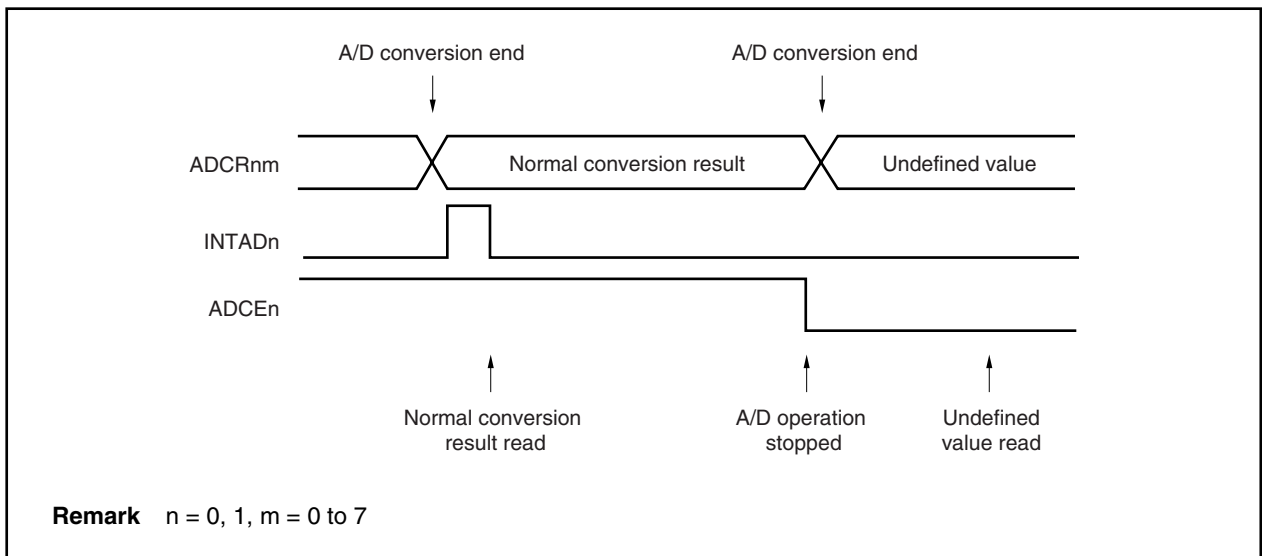 A/D conversion end
A/D conversion end
ADCRnm
Normal conversion result
Undefined value
INTADn
ADCEn
Normal conversion
result read
A/D operation
stopped
Undefined
value read
Remark n = 0, 1, m = 0 to 7